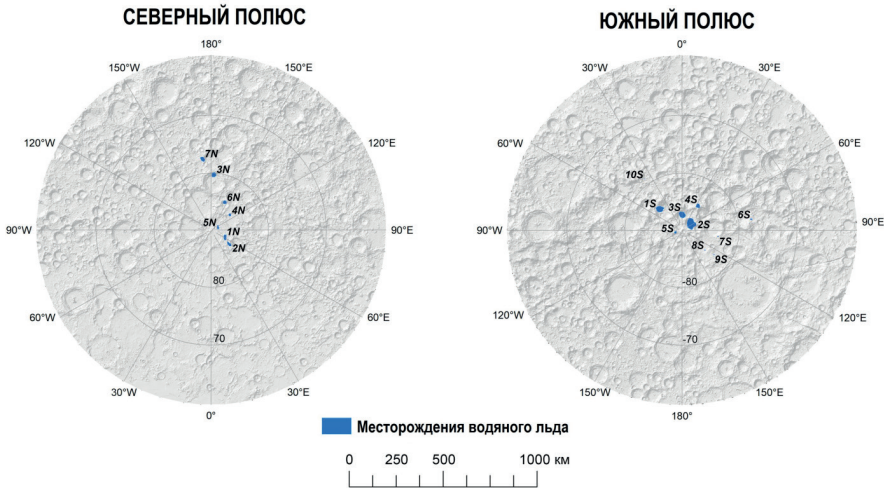 СЕВЕРНЫЙ ПОЛЮС
180°
150°W
150°E
120°W
120°E
7N
3N
6N
4N
5N
1N
2N
90°W
90°E
80
60°W
60°E
70
30°W
30°E
0°
ЮЖНЫЙ ПОЛЮС
0°
30°W
30°E
60°W
60°E
10S
1S
3S
4S
6S
5S
2S
8S
7S
9S
90°W
90°E
-80
120°W
120°E
-70
150°W
150°E
180°
Месторождения водяного льда
0 250 500 1000 км